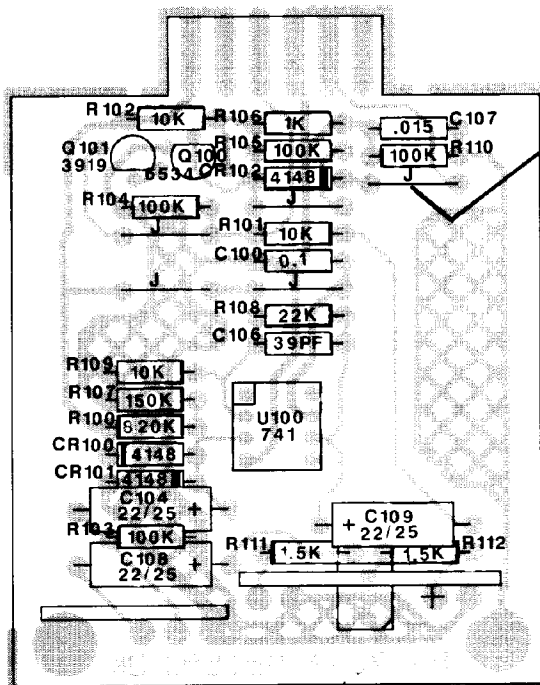 R102 10K R106 1K C107 .015
Q101 3919 Q100 5534 R105 100K R110 100K
CR102 4148 J
R104 100K J
J
R101 10K
C100 0.1
J J
R108 22K
C106 39PF
R109 10K
R107 150K
R100 820K
U100
741
CR100 4148
CR101 4148
C104 +
22/25
R103 100K
C108 +
22/25
+ C109
22/25
R111 1.5K 1.5K R112
+